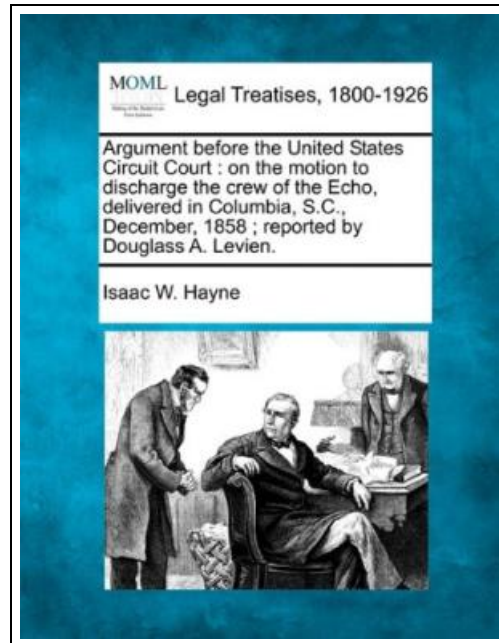 MOML
Legal Treatises, 1800-1926
Argument before the United States
Circuit Court : on the motion to
discharge the crew of the Echo,
delivered in Columbia, S.C.,
December, 1858 ; reported by
Douglass A. Levien.
Isaac W. Hayne